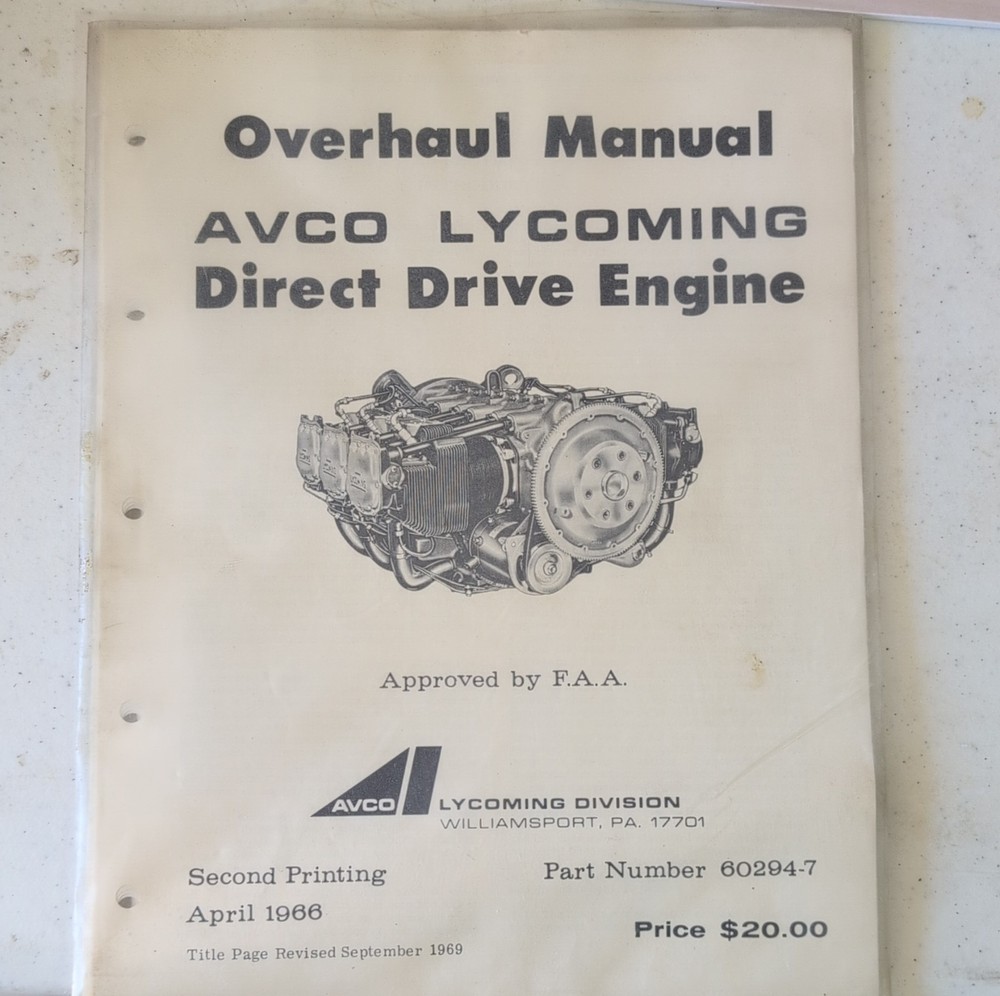 Overhaul Manual
AVCO LYCOMING
Direct Drive Engine
Approved by F.A.A.
AVCO
LYCOMING DIVISION
WILLIAMSPORT, PA. 17701
Second Printing
Part Number 60294-7
April 1966
Price $20.00
Title Page Revised September 1969